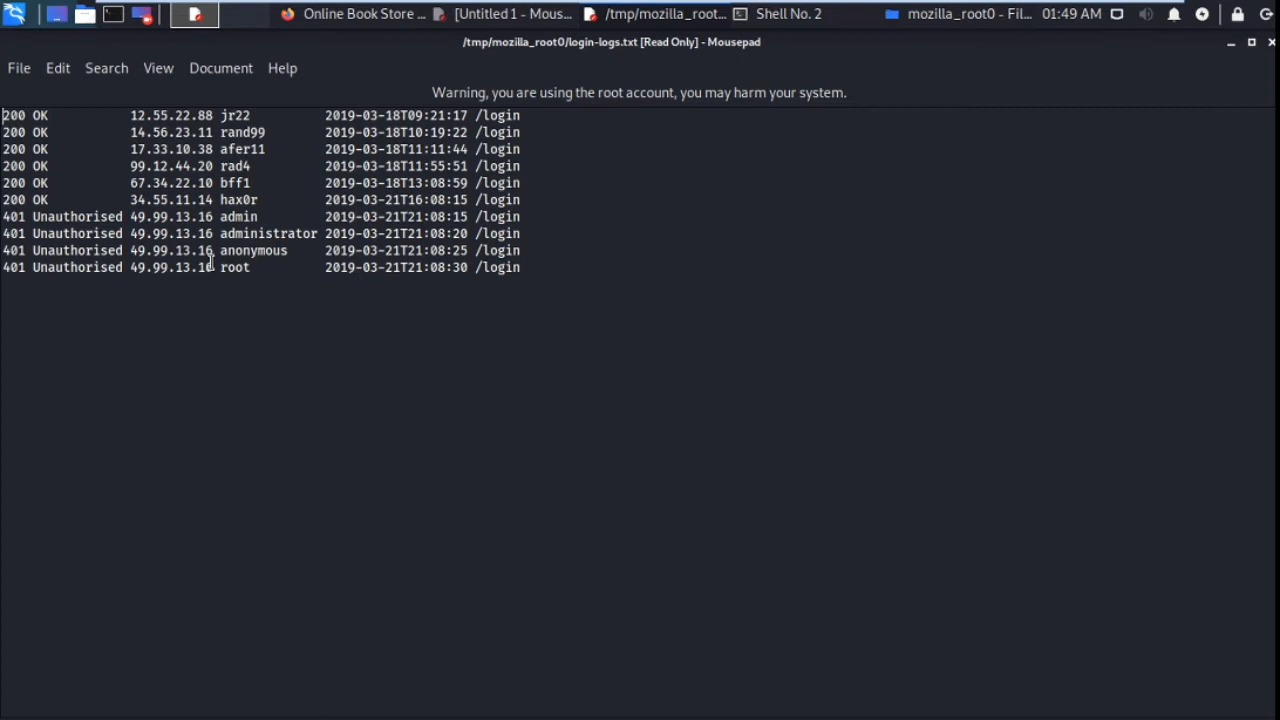 Online Book Store ...
[Untitled 1 - Mous...
/tmp/mozilla_root...
Shell No. 2
mozilla_root0 - Fil...
01:49 AM
/tmp/mozilla_root0/login-logs.txt [Read Only] - Mousepad
File Edit Search View Document Help
Warning, you are using the root account, you may harm your system.
200 OK 12.55.22.88 jr22 2019-03-18T09:21:17 /login
200 OK 14.56.23.11 rand99 2019-03-18T10:19:22 /login
200 OK 17.33.10.38 afer11 2019-03-18T11:11:44 /login
200 OK 99.12.44.20 rad4 2019-03-18T11:55:51 /login
200 OK 67.34.22.10 bff1 2019-03-18T13:08:59 /login
200 OK 34.55.11.14 hax0r 2019-03-21T16:08:15 /login
401 Unauthorised 49.99.13.16 admin 2019-03-21T21:08:15 /login
401 Unauthorised 49.99.13.16 administrator 2019-03-21T21:08:20 /login
401 Unauthorised 49.99.13.16 anonymous 2019-03-21T21:08:25 /login
401 Unauthorised 49.99.13.16 root 2019-03-21T21:08:30 /login